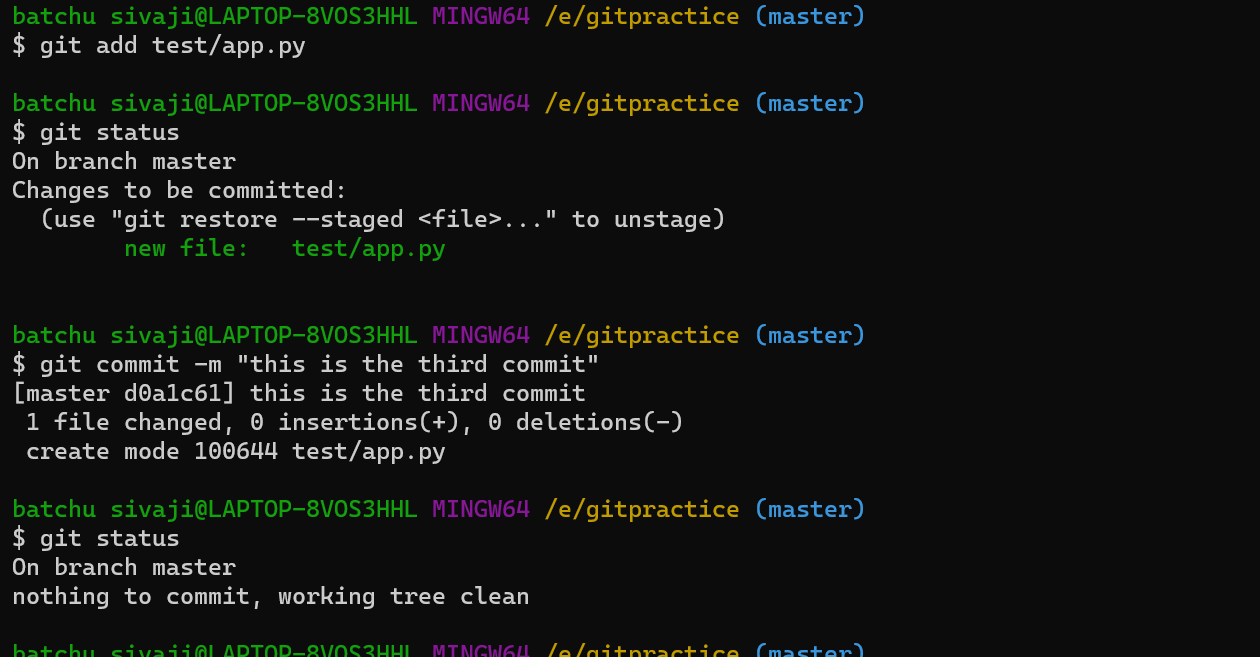 batchu sivaji@LAPTOP-8VOS3HHL MINGW64 /e/gitpractice (master)
$ git add test/app.py
batchu sivaji@LAPTOP-8VOS3HHL MINGW64 /e/gitpractice (master)
$ git status
On branch master
Changes to be committed:
  (use "git restore --staged <file>..." to unstage)
        new file:   test/app.py
batchu sivaji@LAPTOP-8VOS3HHL MINGW64 /e/gitpractice (master)
$ git commit -m "this is the third commit"
[master d0a1c61] this is the third commit
 1 file changed, 0 insertions(+), 0 deletions(-)
 create mode 100644 test/app.py
batchu sivaji@LAPTOP-8VOS3HHL MINGW64 /e/gitpractice (master)
$ git status
On branch master
nothing to commit, working tree clean
batchu sivaji@LAPTOP-8VOS3HHL MINGW64 /e/gitpractice (master)